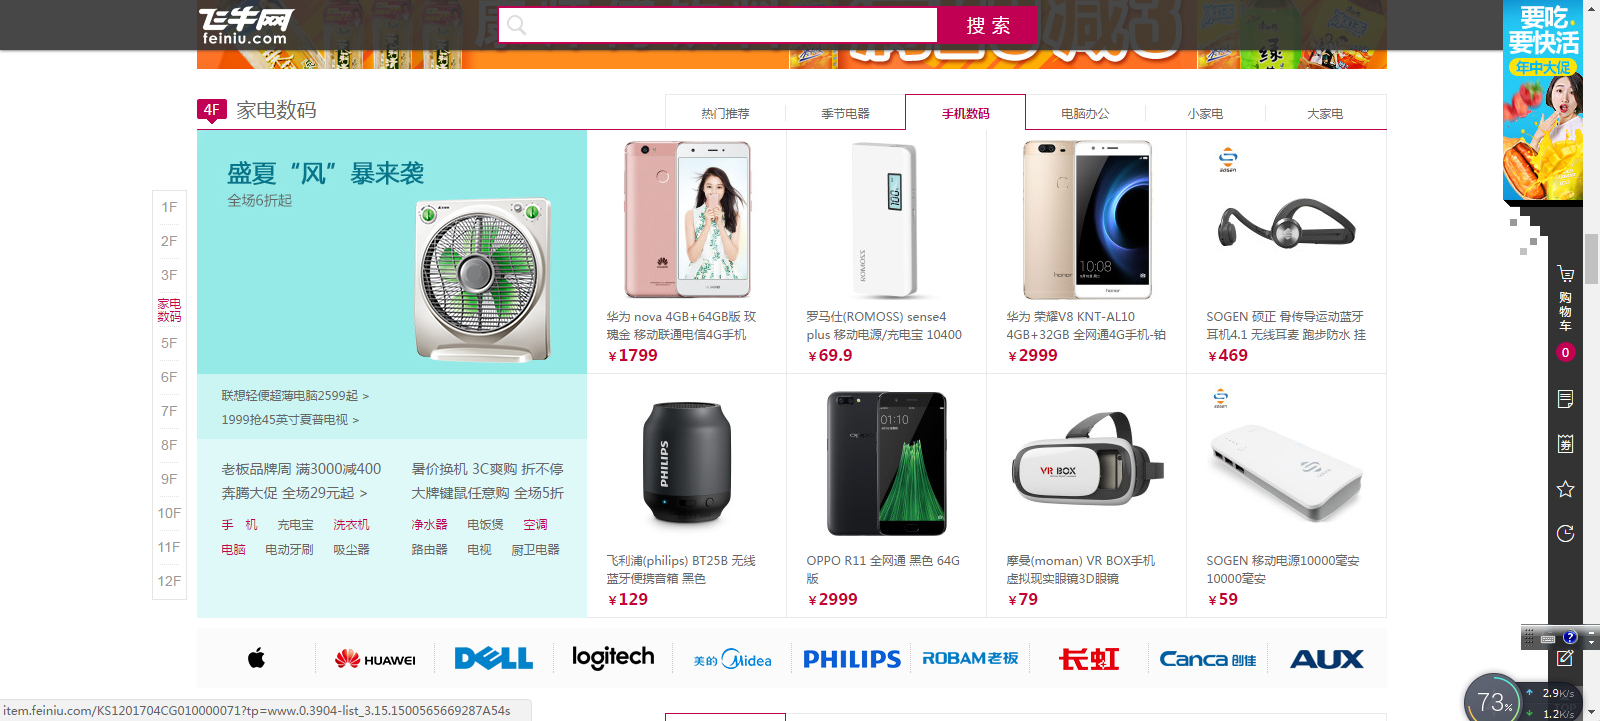 飞牛网
feiniu.com
搜 索
要吃
要快活
年中大促
4F 家电数码
热门推荐 季节电器 手机数码 电脑办公 小家电 大家电
盛夏“风”暴来袭
全场6折起
联想轻便超薄电脑2599起 >
1999抢45英寸夏普电视 >
老板品牌周 满3000减400
奔腾大促 全场29元起 >
暑价换机 3C爽购 折不停
大牌键鼠任意购 全场5折
手 机 充电宝 洗衣机
电脑 电动牙刷 吸尘器
净水器 电饭煲 空调
路由器 电视 厨卫电器
1F
2F
3F
家电
数码
5F
6F
7F
8F
9F
10F
11F
12F
HUAWEI
华为 nova 4GB+64GB版 玫
瑰金 移动联通电信4G手机
¥1799
ROMOSS
罗马仕(ROMOSS) sense4
plus 移动电源/充电宝 10400
¥69.9
honor
10:08
honor
华为 荣耀V8 KNT-AL10
4GB+32GB 全网通4G手机-铂
¥2999
SOGEN
SOGEN 硕正 骨传导运动蓝牙
耳机4.1 无线耳麦 跑步防水 挂
¥469
PHILIPS
飞利浦(philips) BT25B 无线
蓝牙便携音箱 黑色
¥129
oppo
01:10
OPPO R11 全网通 黑色 64G
版
¥2999
VR BOX
摩曼(moman) VR BOX手机
虚拟现实眼镜3D眼镜
¥79
SOGEN
SOGEN 移动电源10000毫安
10000毫安
¥59
HUAWEI
DELL
logitech
美的 Midea
PHILIPS
ROBAM老板
长虹
Canca 创佳
AUX
购
物
车
0
券
TOP
73%
2.9K/s
1.2K/s
item.feiniu.com/KS1201704CG010000071?tp=www.0.3904-list_3.15.1500565669287A54s